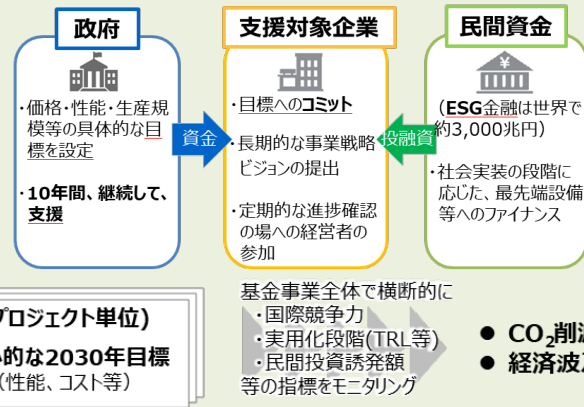 政府
・価格・性能・生産規
模等の具体的な目
標を設定
・10年間、継続して、
支援
資金
支援対象企業
・目標へのコミット
・長期的な事業戦略
ビジョンの提出
・定期的な進捗確認
の場への経営者の
参加
投融資
民間資金
¥
（ESG金融は世界で
約3,000兆円）
・社会実装の段階に
応じた、最先端設備
等へのファイナンス
プロジェクト単位)
的な2030年目標
（性能、コスト等）
基金事業全体で横断的に
・国際競争力
・実用化段階(TRL等)
・民間投資誘発額
等の指標をモニタリング
● CO2削
● 経済波